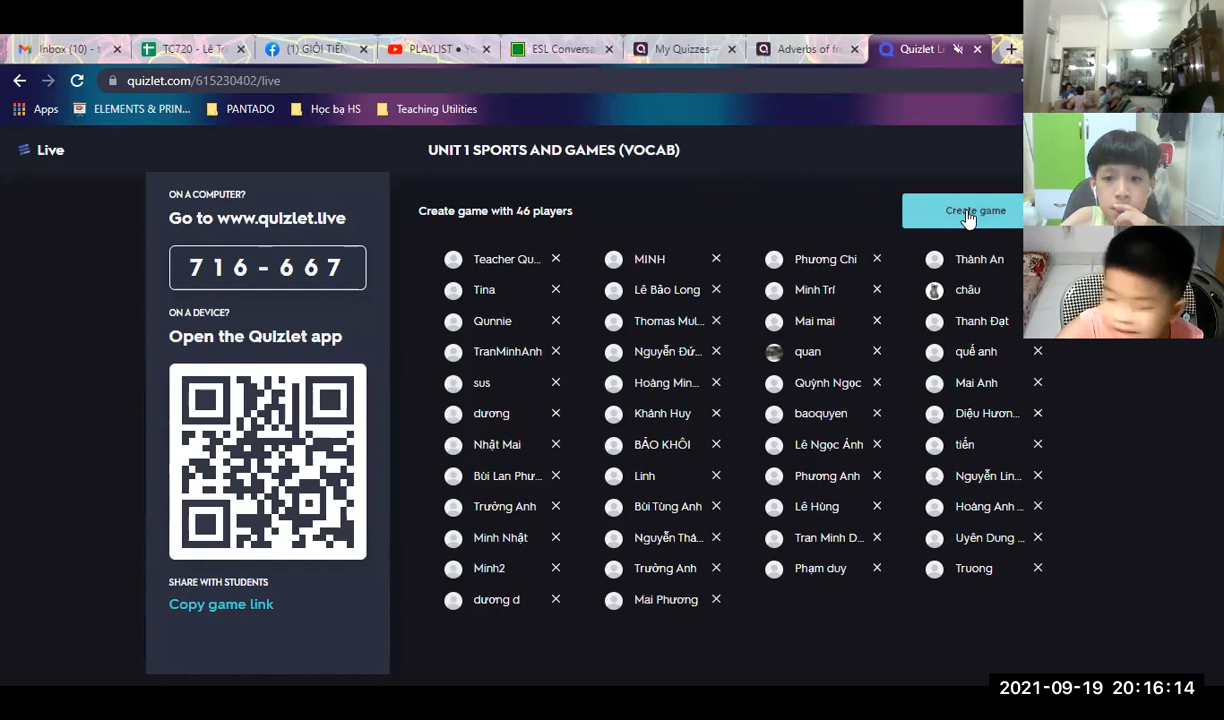 Inbox (10) - t
TC720 - Lê Tr
(1) GIỚI TIẾN
PLAYLIST ● Y
ESL Conversa
My Quizzes –
Adverbs of f
Quizlet L
quizlet.com/615230402/live
Apps
ELEMENTS & PRIN...
PANTADO
Học bạ HS
Teaching Utilities
Live
UNIT 1 SPORTS AND GAMES (VOCAB)
ON A COMPUTER?
Go to www.quizlet.live
716-667
ON A DEVICE?
Open the Quizlet app
SHARE WITH STUDENTS
Copy game link
Create game with 46 players
Create game
Teacher Qu... MINH Phương Chi Thành An
Tina Lê Bảo Long Minh Trí châu
Qunnie Thomas Mul... Mai mai Thanh Đạt
TranMinhAnh Nguyễn Đứ... quan quế anh
sus Hoàng Min... Quỳnh Ngọc Mai Anh
dương Khánh Huy baoquyen Diệu Hươn...
Nhật Mai BẢO KHÔI Lê Ngọc Ánh tiến
Bùi Lan Phư... Linh Phương Anh Nguyễn Lin...
Trường Anh Bùi Tùng Anh Lê Hùng Hoàng Anh ...
Minh Nhật Nguyễn Thá... Tran Minh D... Uyên Dung ...
Minh2 Trường Anh Phạm duy Truong
dương d Mai Phương
2021-09-19 20:16:14